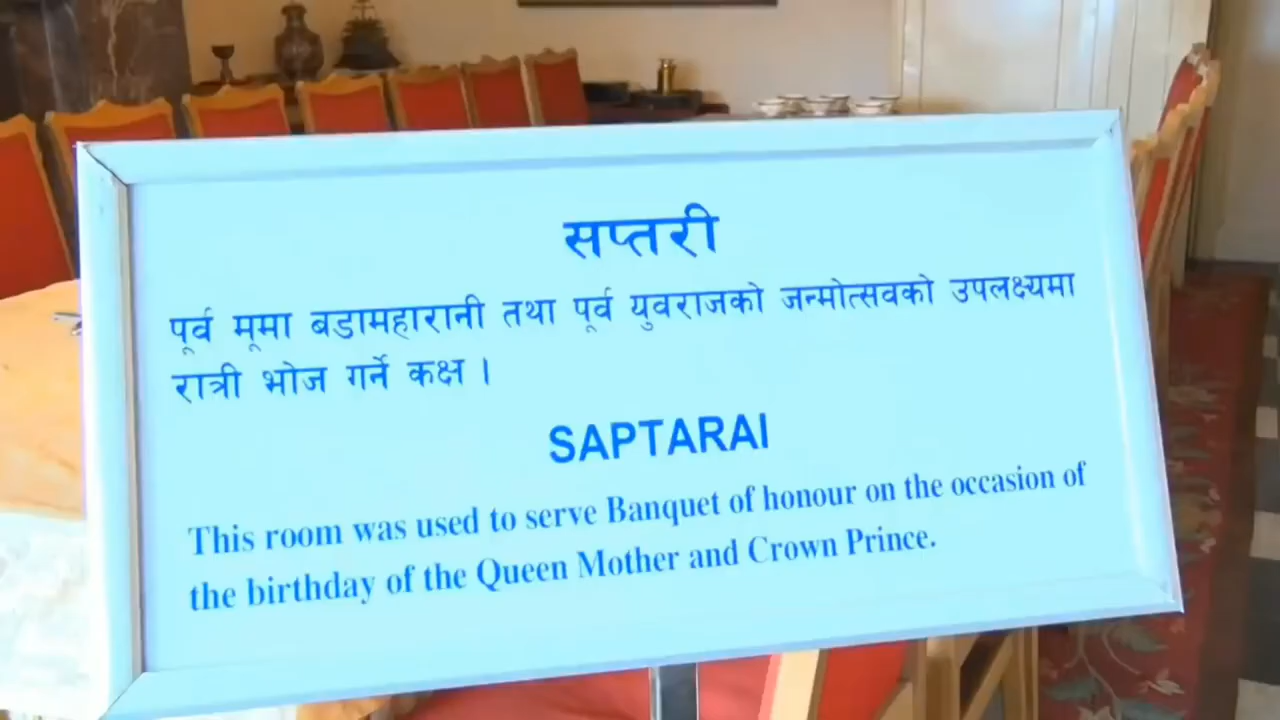 सप्तरी
पूर्व मूमा बडामहारानी तथा पूर्व युवराजको जन्मोत्सवको उपलक्ष्यमा
रात्री भोज गर्ने कक्ष ।
SAPTARAI
This room was used to serve Banquet of honour on the occasion of
the birthday of the Queen Mother and Crown Prince.